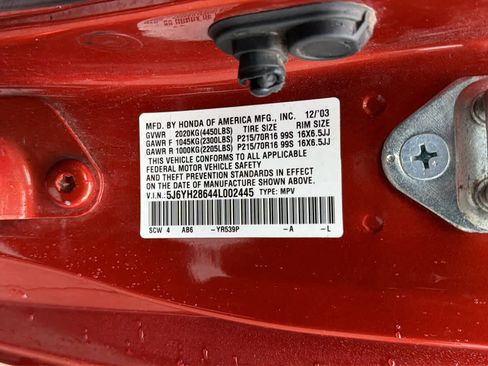 MFD. BY HONDA OF AMERICA MFG., INC. 12/'03
GVWR 2020KG(4450LBS) TIRE SIZE RIM SIZE
GAWR F 1045KG(2300LBS) P215/70R16 99S 16X6.5JJ
GAWR R 1000KG(2205LBS) P215/70R16 99S 16X6.5JJ
THIS VEHICLE CONFORMS TO ALL APPLICABLE
FEDERAL MOTOR VEHICLE SAFETY
AND THEFT PREVENTION STANDARDS IN EFFECT
ON THE DATE OF MANUFACTURE SHOWN ABOVE.
V.I.N.: 5J6YH28644L002445 TYPE: MPV
SCW 4 AB6 -YR539P -A -L